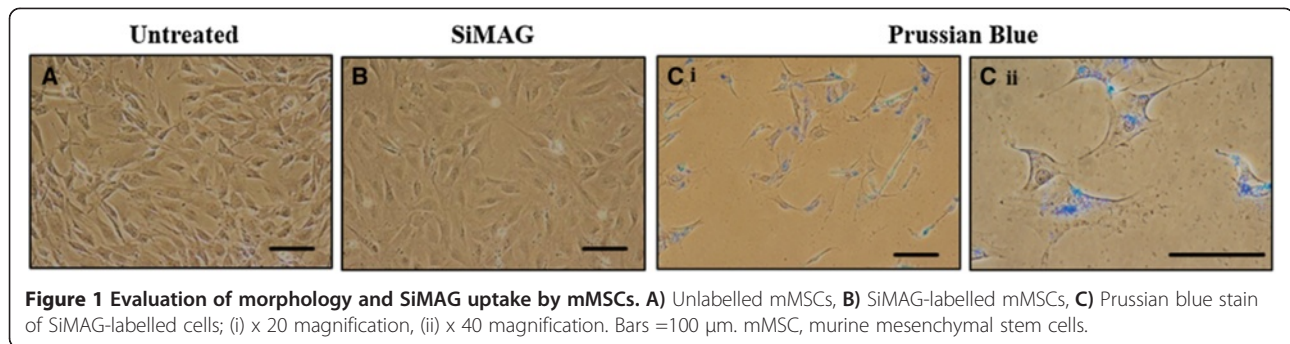 Untreated SiMAG Prussian Blue
A B C i C ii
Figure 1 Evaluation of morphology and SiMAG uptake by mMSCs. A) Unlabelled mMSCs, B) SiMAG-labelled mMSCs, C) Prussian blue stain
of SiMAG-labelled cells; (i) x 20 magnification, (ii) x 40 magnification. Bars =100 μm. mMSC, murine mesenchymal stem cells.